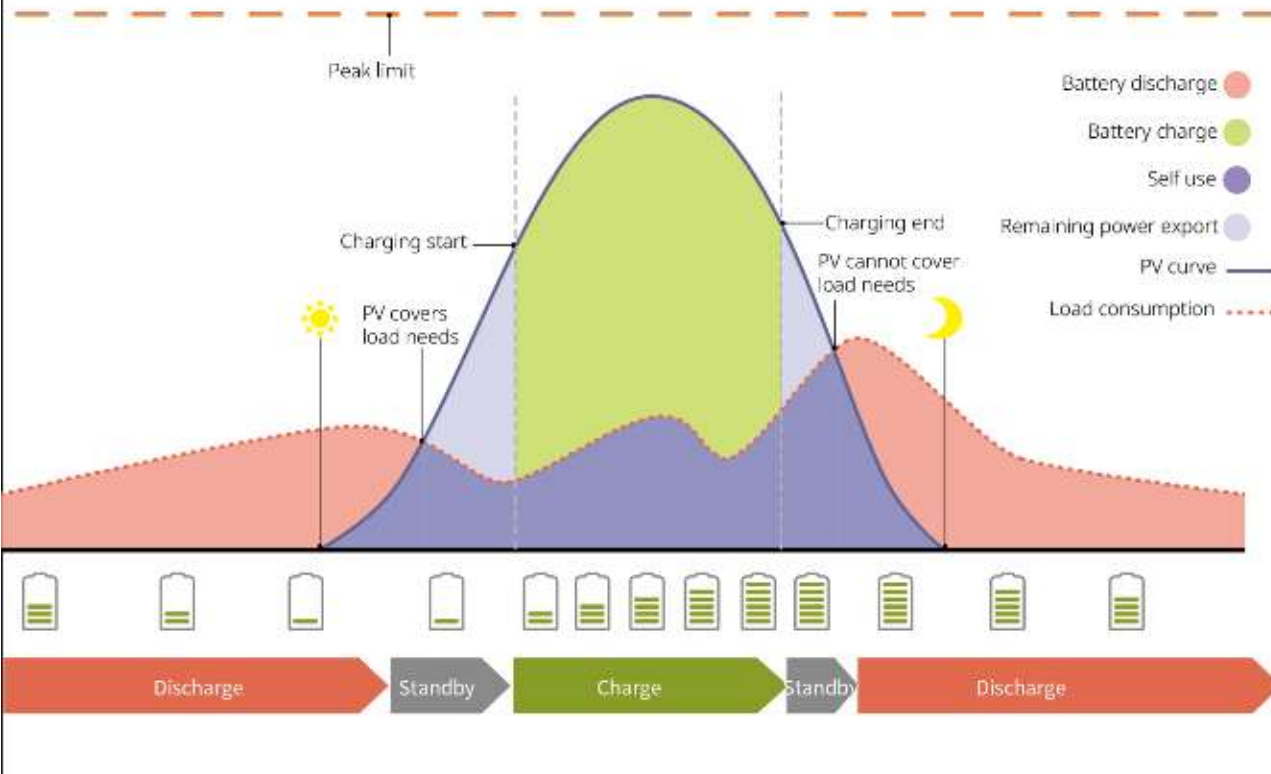 Peak limit
Battery discharge
Battery charge
Self use
Remaining power export
PV curve
Load consumption
Charging start
Charging end
PV cannot cover
load needs
PV covers
load needs
Discharge
Standby
Charge
Standby
Discharge